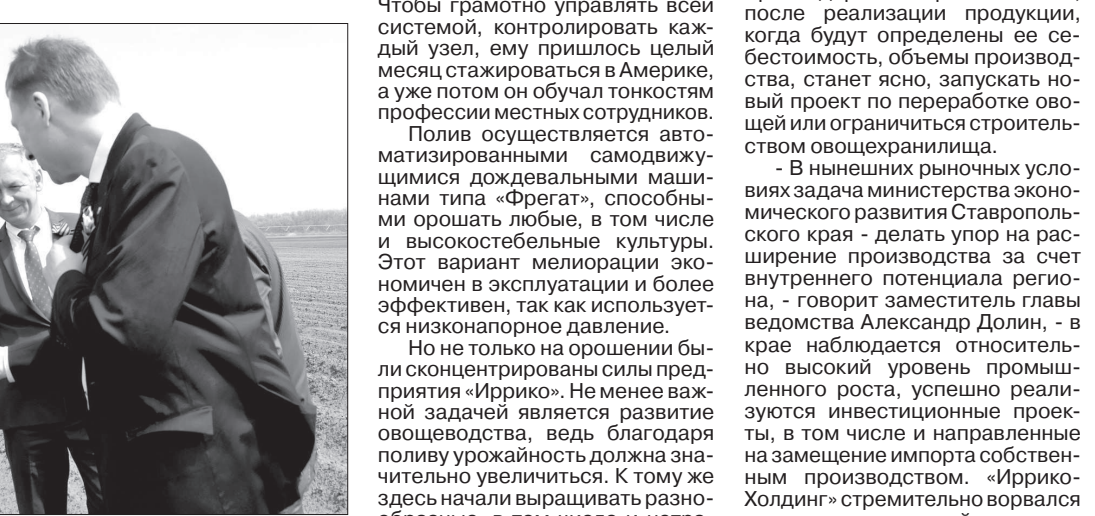 Чтобы грамотно управлять всей
системой, контролировать каж-
дый узел, ему пришлось целый
месяц стажироваться в Америке,
а уже потом он обучал тонкостям
профессии местных сотрудников.
Полив осуществляется авто-
матизированными самодвижу-
щимися дождевальными маши-
нами типа «Фрегат», способны-
ми орошать любые, в том числе
и высокостебельные культуры.
Этот вариант мелиорации эко-
номичен в эксплуатации и более
эффективен, так как использует-
ся низконапорное давление.
Но не только на орошении бы-
ли сконцентрированы силы пред-
приятия «Иррико». Не менее важ-
ной задачей является развитие
овощеводства, ведь благодаря
поливу урожайность должна зна-
чительно увеличиться. К тому же
здесь начали выращивать разно-
после реализации продукции,
когда будут определены ее се-
бестоимость, объемы производ-
ства, станет ясно, запускать но-
вый проект по переработке ово-
щей или ограничиться строитель-
ством овощехранилища.
- В нынешних рыночных усло-
виях задача министерства эконо-
мического развития Ставрополь-
ского края - делать упор на рас-
ширение производства за счет
внутреннего потенциала регио-
на, - говорит заместитель главы
ведомства Александр Долин, - в
крае наблюдается относитель-
но высокий уровень промыш-
ленного роста, успешно реали-
зуются инвестиционные проек-
ты, в том числе и направленные
на замещение импорта собствен-
ным производством. «Иррико-
Холдинг» стремительно ворвался